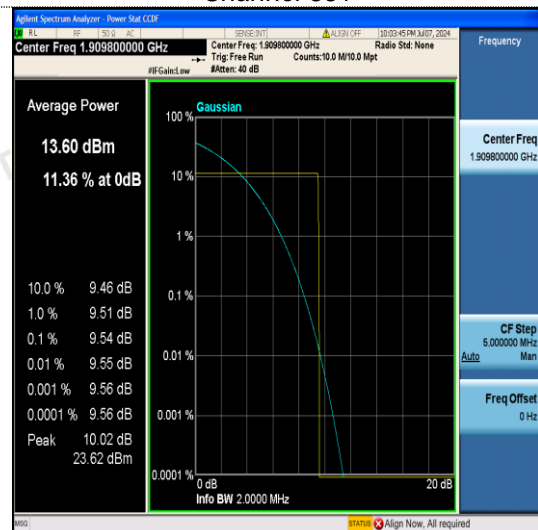 Agilent Spectrum Analyzer - Power Stat CCDF
RL RF 50 Ω AC SENSE:INT ALIGN OFF 10:03:45 PM Jul 07, 2024
Center Freq 1.909800000 GHz
Center Freq: 1.909800000 GHz Radio Std: None
Trig: Free Run Counts:10.0 M/10.0 Mpt
#IFGain:Low #Atten: 40 dB
Frequency
Average Power
13.60 dBm
11.36 % at 0dB
10.0 % 9.46 dB
1.0 % 9.51 dB
0.1 % 9.54 dB
0.01 % 9.55 dB
0.001 % 9.56 dB
0.0001 % 9.56 dB
Peak 10.02 dB
23.62 dBm
Gaussian
100 %
10 %
1 %
0.1 %
0.01 %
0.001 %
0.0001 %
0 dB 20 dB
Info BW 2.0000 MHz
Center Freq
1.909800000 GHz
CF Step
5.000000 MHz
Auto Man
Freq Offset
0 Hz
MSG STATUS Align Now, All required